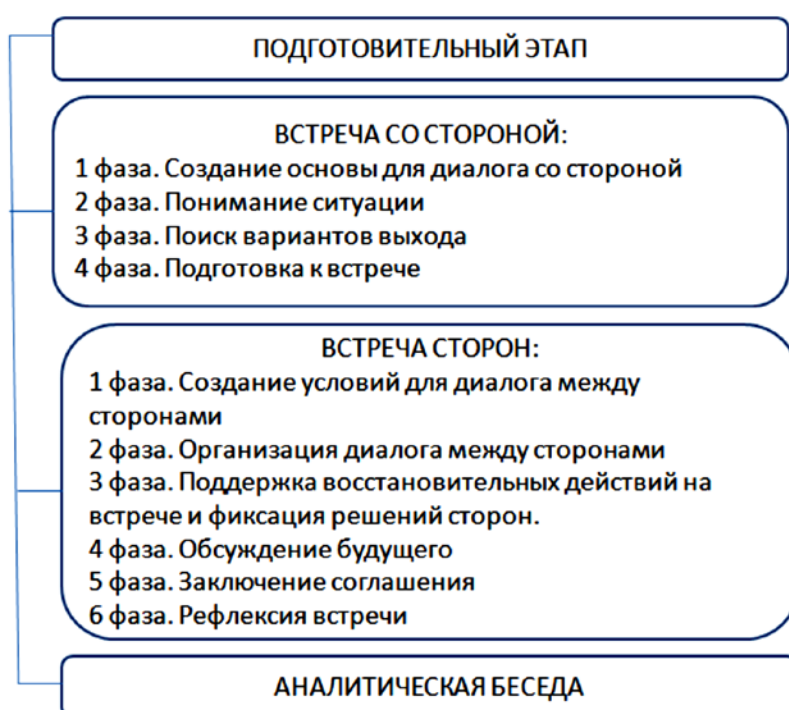 ПОДГОТОВИТЕЛЬНЫЙ ЭТАП
ВСТРЕЧА СО СТОРОНОЙ:
1 фаза. Создание основы для диалога со стороной
2 фаза. Понимание ситуации
3 фаза. Поиск вариантов выхода
4 фаза. Подготовка к встрече
ВСТРЕЧА СТОРОН:
1 фаза. Создание условий для диалога между
сторонами
2 фаза. Организация диалога между сторонами
3 фаза. Поддержка восстановительных действий на
встрече и фиксация решений сторон.
4 фаза. Обсуждение будущего
5 фаза. Заключение соглашения
6 фаза. Рефлексия встречи
АНАЛИТИЧЕСКАЯ БЕСЕДА